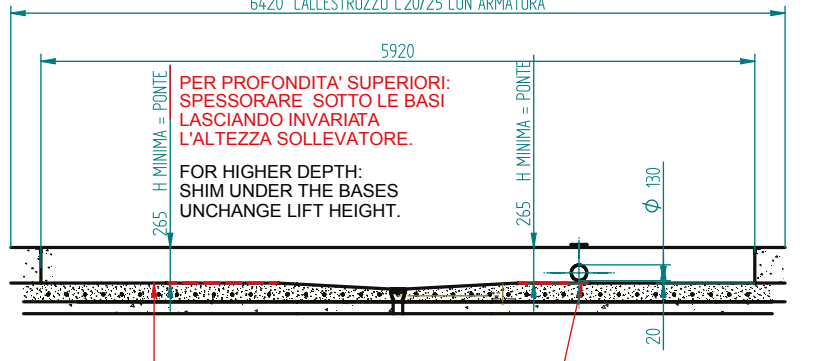 6420 CALCESTRUZZO C20/25 CON ARMATURA
5920
H MINIMA = PONTE
265
PER PROFONDITA' SUPERIORI:
SPESSORARE SOTTO LE BASI
LASCIANDO INVARIATA
L'ALTEZZA SOLLEVATORE.
FOR HIGHER DEPTH:
SHIM UNDER THE BASES
UNCHANGE LIFT HEIGHT.
H MINIMA = PONTE
265
Ø 130
20